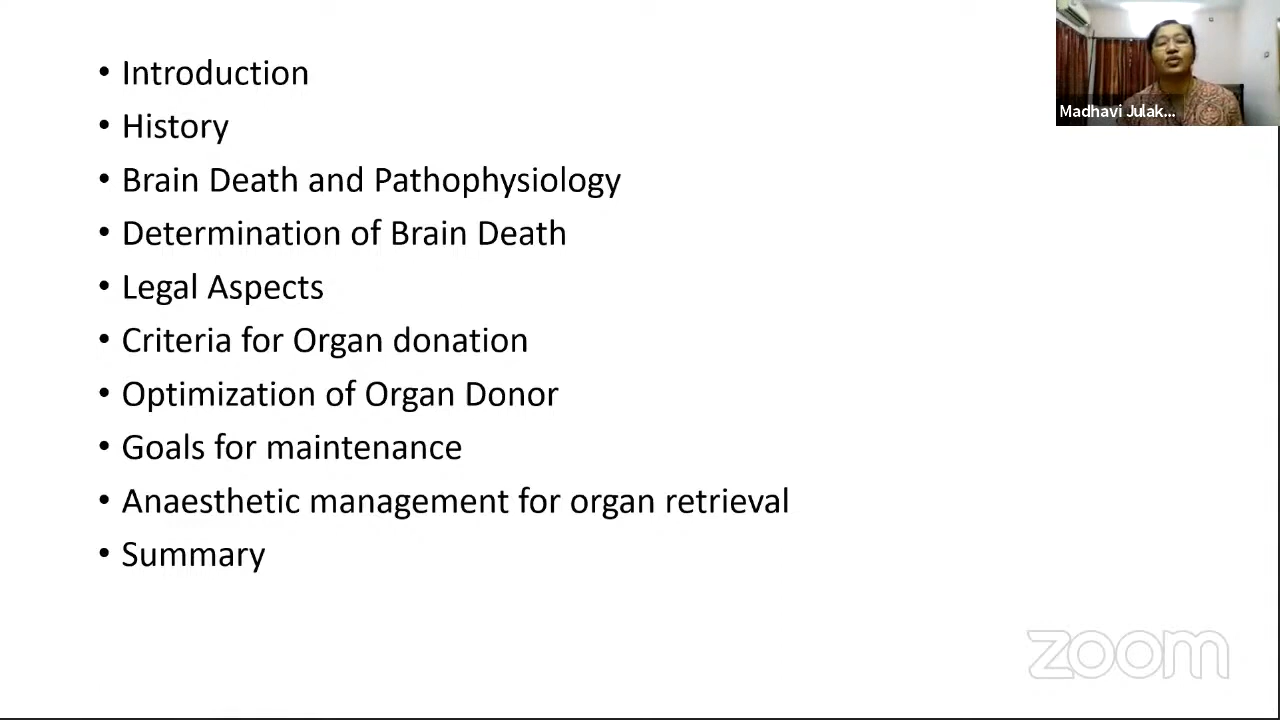 • Introduction
• History
• Brain Death and Pathophysiology
• Determination of Brain Death
• Legal Aspects
• Criteria for Organ donation
• Optimization of Organ Donor
• Goals for maintenance
• Anaesthetic management for organ retrieval
• Summary
Madhavi Julak...
zoom